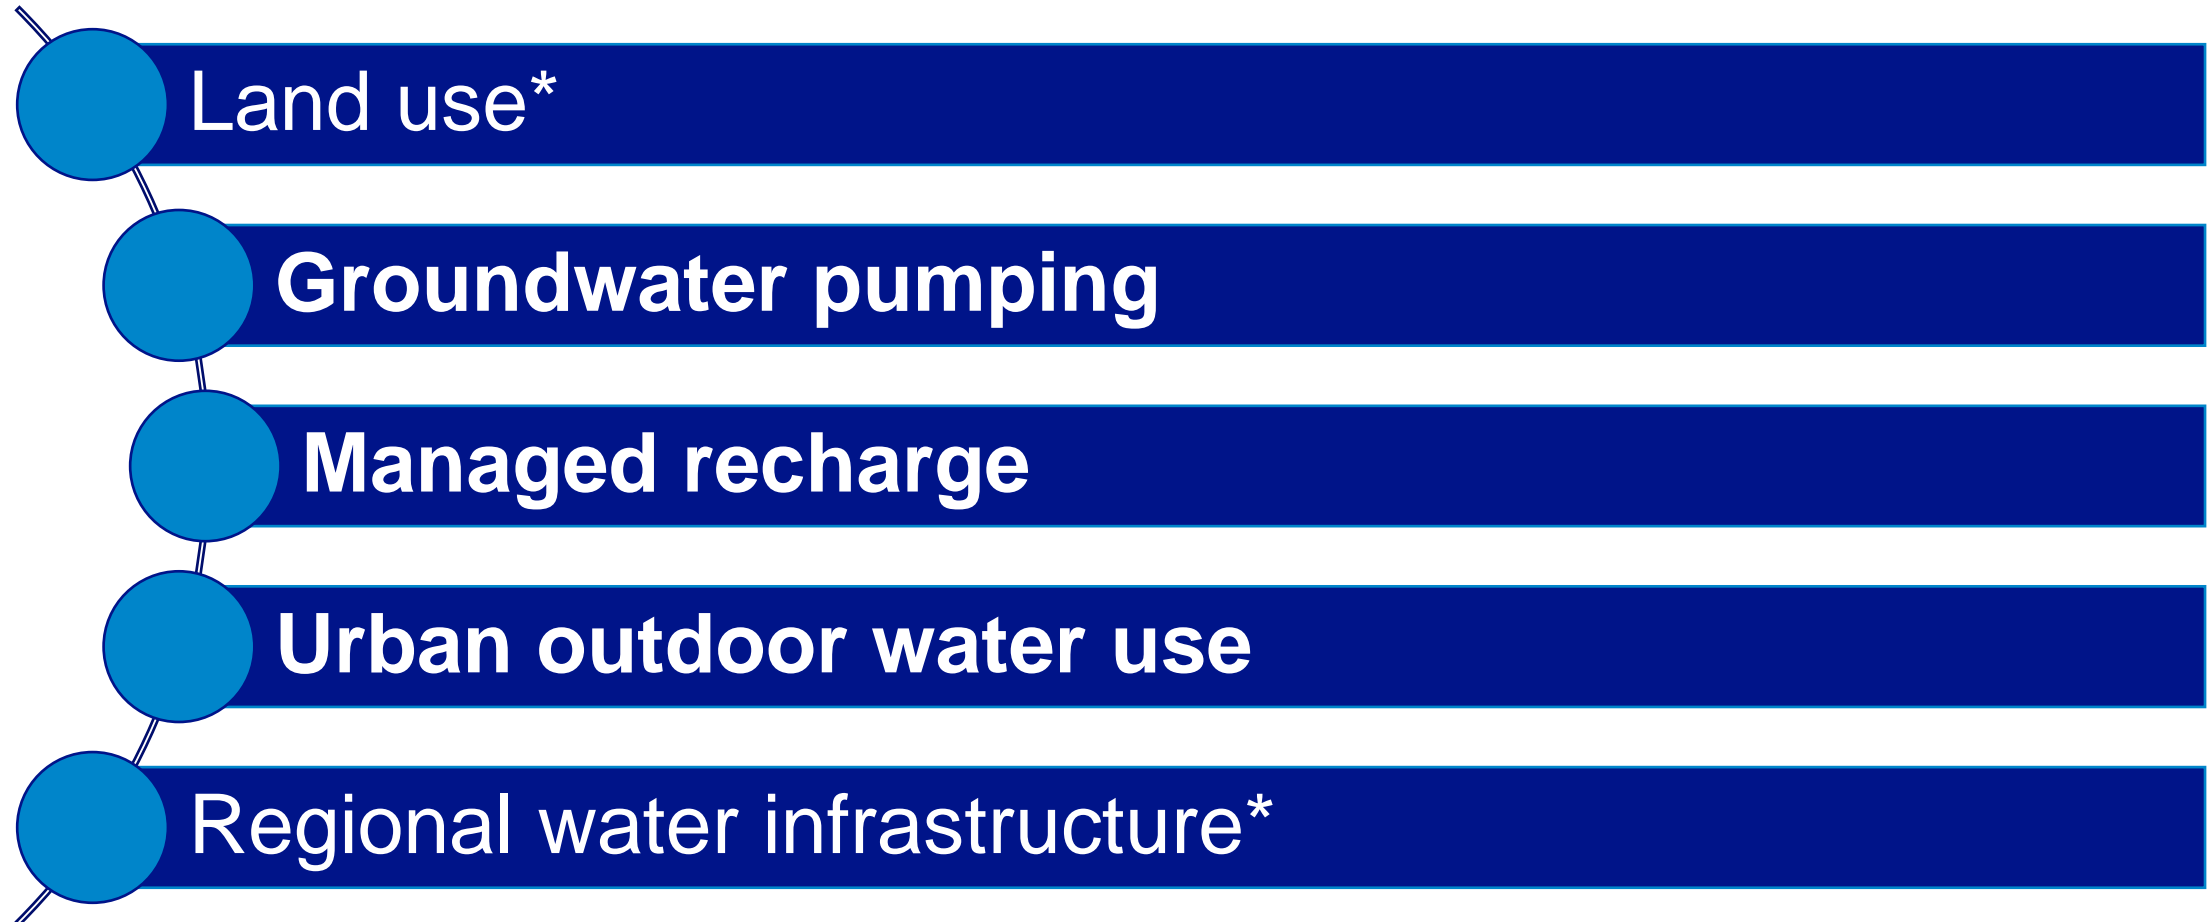 Land use*
Groundwater pumping
Managed recharge
Urban outdoor water use
Regional water infrastructure*